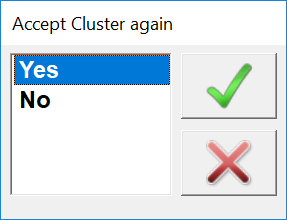 Accept Cluster again
Yes
No